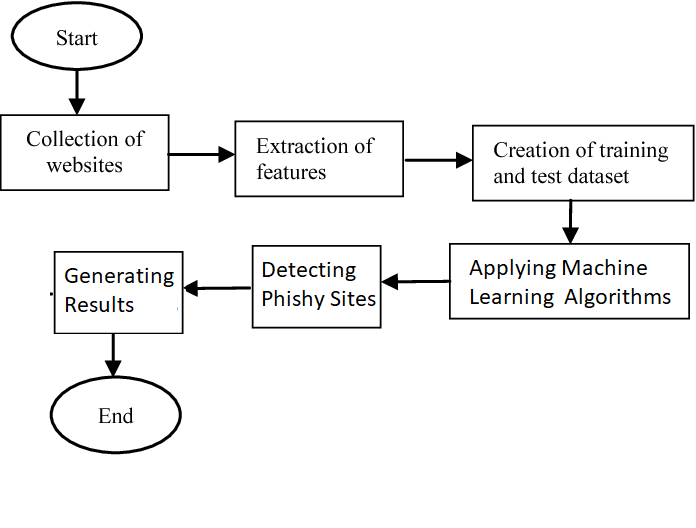 Start
Collection of
websites
Extraction of
features
Creation of training
and test dataset
Applying Machine
Learning Algorithms
Detecting
Phishy Sites
Generating
Results
End